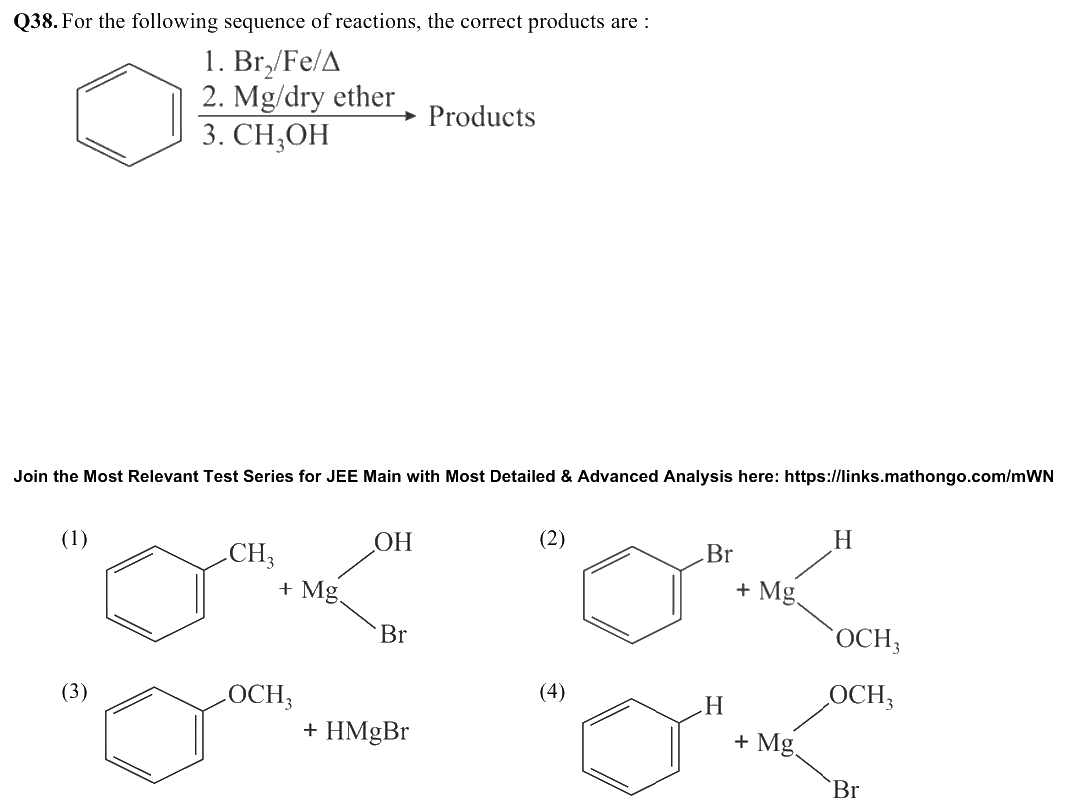 Q38. For the following sequence of reactions, the correct products are :
1. Br₂/Fe/Δ
2. Mg/dry ether
3. CH₃OH
Products
Join the Most Relevant Test Series for JEE Main with Most Detailed & Advanced Analysis here: https://links.mathongo.com/mWN
(1) CH₃ + Mg OH Br
(2) Br + Mg H OCH₃
(3) OCH₃ + HMgBr
(4) H + Mg OCH₃ Br